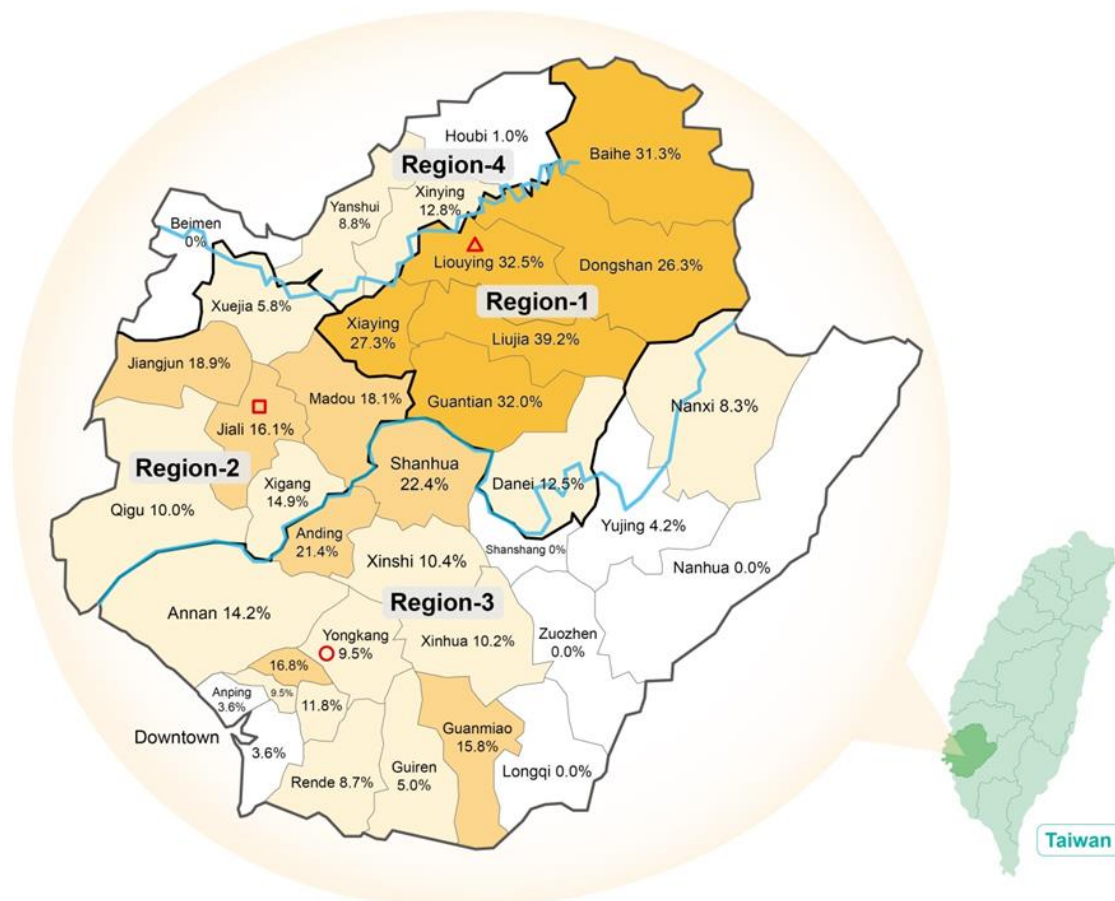 Houbi 1.0%
Baihe 31.3%
Region-4
Xinying
12.8%
Yanshui
8.8%
Beimen
0%
Liouying 32.5%
Dongshan 26.3%
Region-1
Xuejia 5.8%
Xiaying
27.3%
Liujia 39.2%
Jiangjun 18.9%
Madou 18.1%
Guantian 32.0%
Nanxi 8.3%
Jiali 16.1%
Region-2
Shanhua
22.4%
Xigang
14.9%
Danei 12.5%
Qigu 10.0%
Anding
21.4%
Yujing 4.2%
Shanshang 0%
Xinshi 10.4%
Nanhua 0.0%
Region-3
Annan 14.2%
Yongkang
9.5%
Xinhua 10.2%
Zuozhen
0.0%
16.8%
Anping
3.6%
9.5%
11.8%
Downtown
3.6%
Guanmiao
15.8%
Rende 8.7%
Guiren
5.0%
Longqi 0.0%
Taiwan